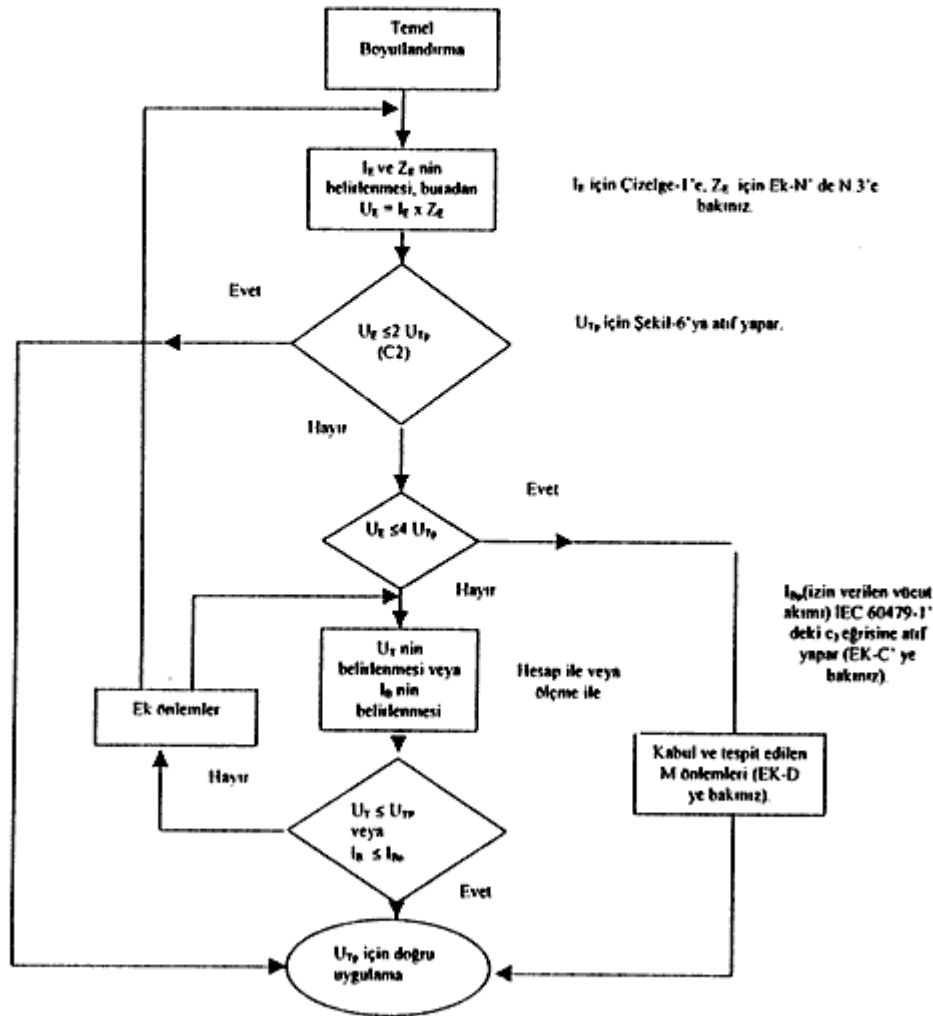 Temel
Boyutlandırma
I_E ve Z_E nin
belirlenmesi, buradan
U_E = I_E x Z_E
I_E için Çizelge-1'e, Z_E için Ek-N' de N 3'e
bakınız.
Evet
U_E ≤2 U_Tp
(C2)
U_Tp için Şekil-6'ya atıf yapar.
Hayır
Evet
U_E ≤4 U_Tp
Hayır
I_Bp(izin verilen vücut
akımı) IEC 60479-1'
deki c_2 eğrisine atıf
yapar (EK-C' ye
bakınız).
U_T nin
belirlenmesi veya
I_B nin
belirlenmesi
Hesap ile veya
ölçme ile
Ek önlemler
Hayır
Kabul ve tespit edilen
M önlemleri (EK-D
ye bakınız).
U_T ≤ U_TP
veya
I_B ≤ I_Bp
Evet
U_Tp için doğru
uygulama